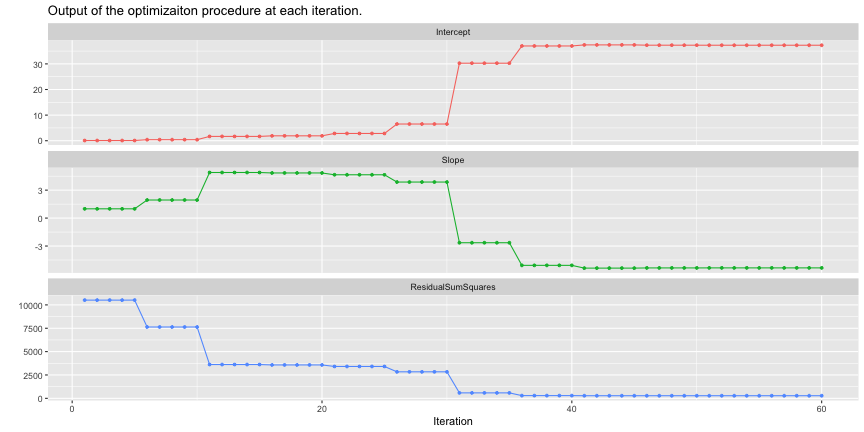 Output of the optimizaiton procedure at each iteration.
Intercept
30
20
10
0
Slope
3
0
-3
ResidualSumSquares
10000
7500
5000
2500
0
0 20 40 60
Iteration